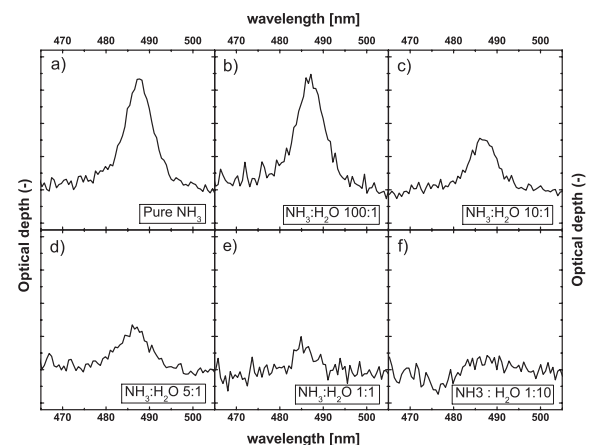 wavelength [nm]
470 480 490 500 470 480 490 500 470 480 490 500
a) b) c)
Pure NH₃ NH₃:H₂O 100:1 NH₃:H₂O 10:1
Optical depth (-)
Optical depth (-)
d) e) f)
NH₃:H₂O 5:1 NH₃:H₂O 1:1 NH3 : H₂O 1:10
470 480 490 500 470 480 490 500 470 480 490 500
wavelength [nm]